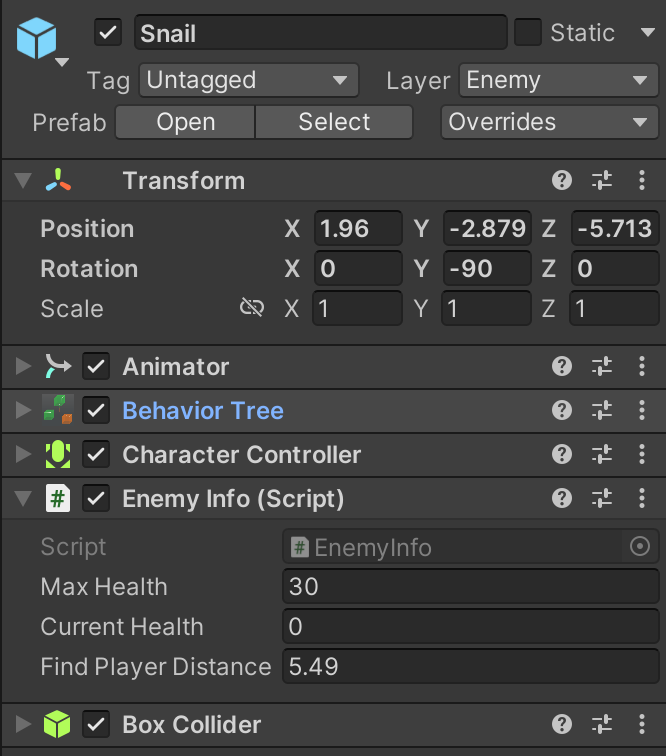 Snail Static
Tag Untagged Layer Enemy
Prefab Open Select Overrides
Transform
Position X 1.96 Y -2.879 Z -5.713
Rotation X 0 Y -90 Z 0
Scale X 1 Y 1 Z 1
Animator
Behavior Tree
Character Controller
# Enemy Info (Script)
Script # EnemyInfo
Max Health 30
Current Health 0
Find Player Distance 5.49
Box Collider